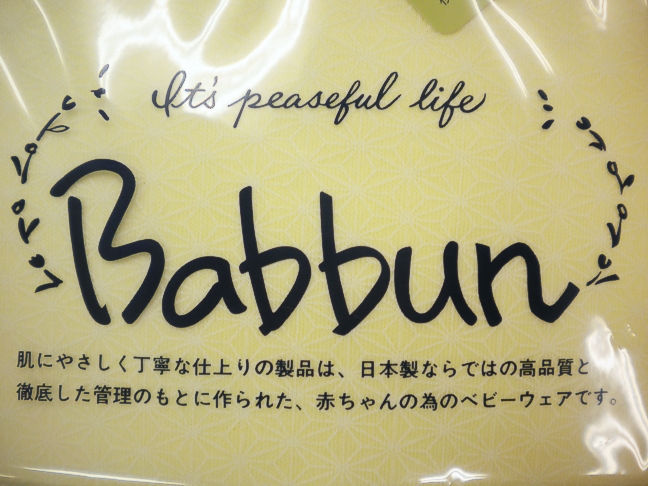 It's peaseful life
Babbun
肌にやさしく丁寧な仕上りの製品は、日本製ならではの高品質と
徹底した管理のもとに作られた、赤ちゃんの為のベビーウェアです。